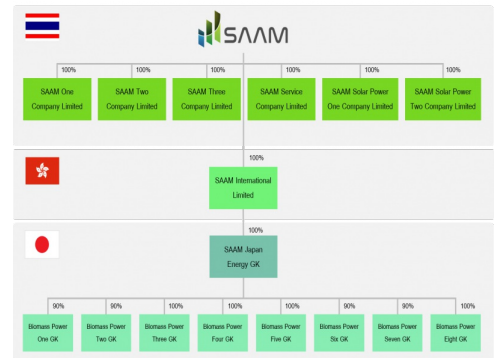 SAAM
100% 100% 100% 100% 100% 100%
SAAM One SAAM Two SAAM Three SAAM Service SAAM Solar Power SAAM Solar Power
Company Limited Company Limited Company Limited Company Limited One Company Limited Two Company Limited
100%
SAAM International
Limited
100%
SAAM Japan
Energy GK
90% 90% 100% 100% 100% 90% 90% 100%
Biomass Power Biomass Power Biomass Power Biomass Power Biomass Power Biomass Power Biomass Power Biomass Power
One GK Two GK Three GK Four GK Five GK Six GK Seven GK Eight GK